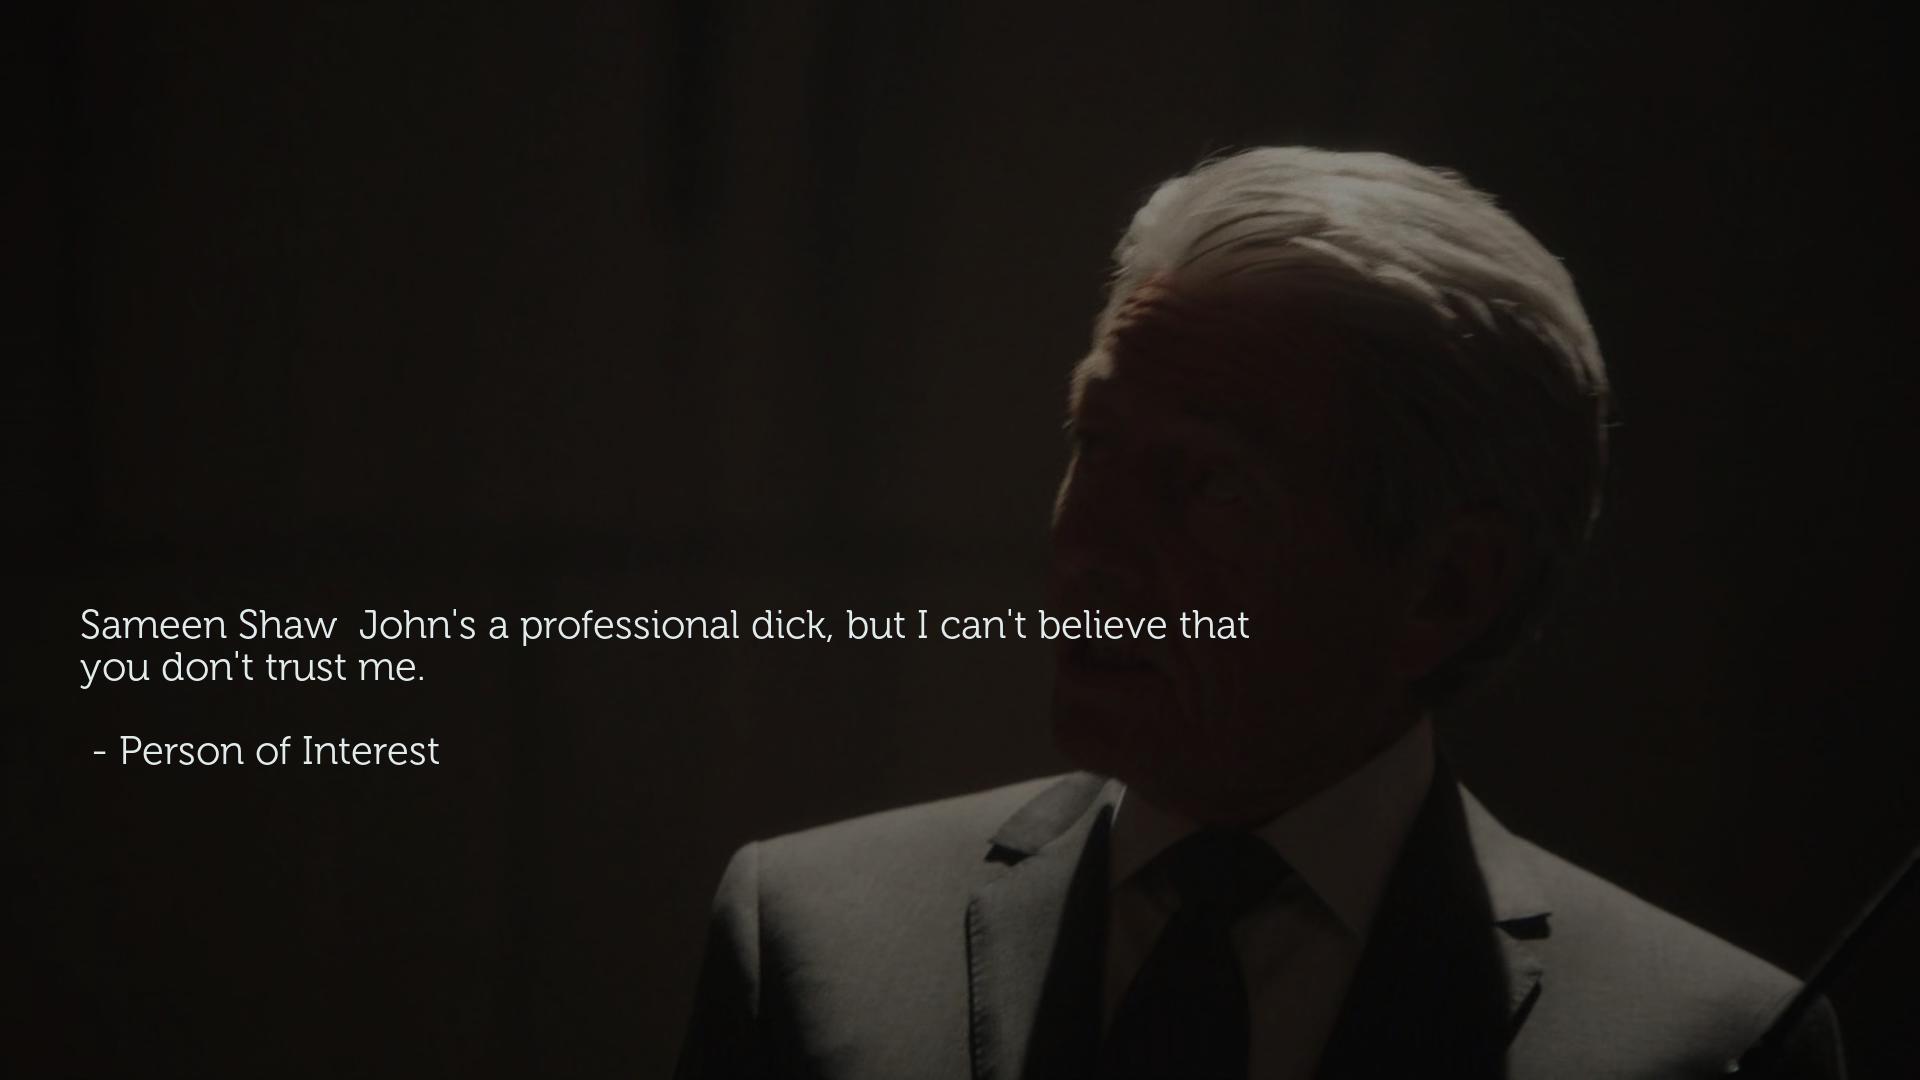 Sameen Shaw  John's a professional dick, but I can't believe that
you don't trust me.
- Person of Interest